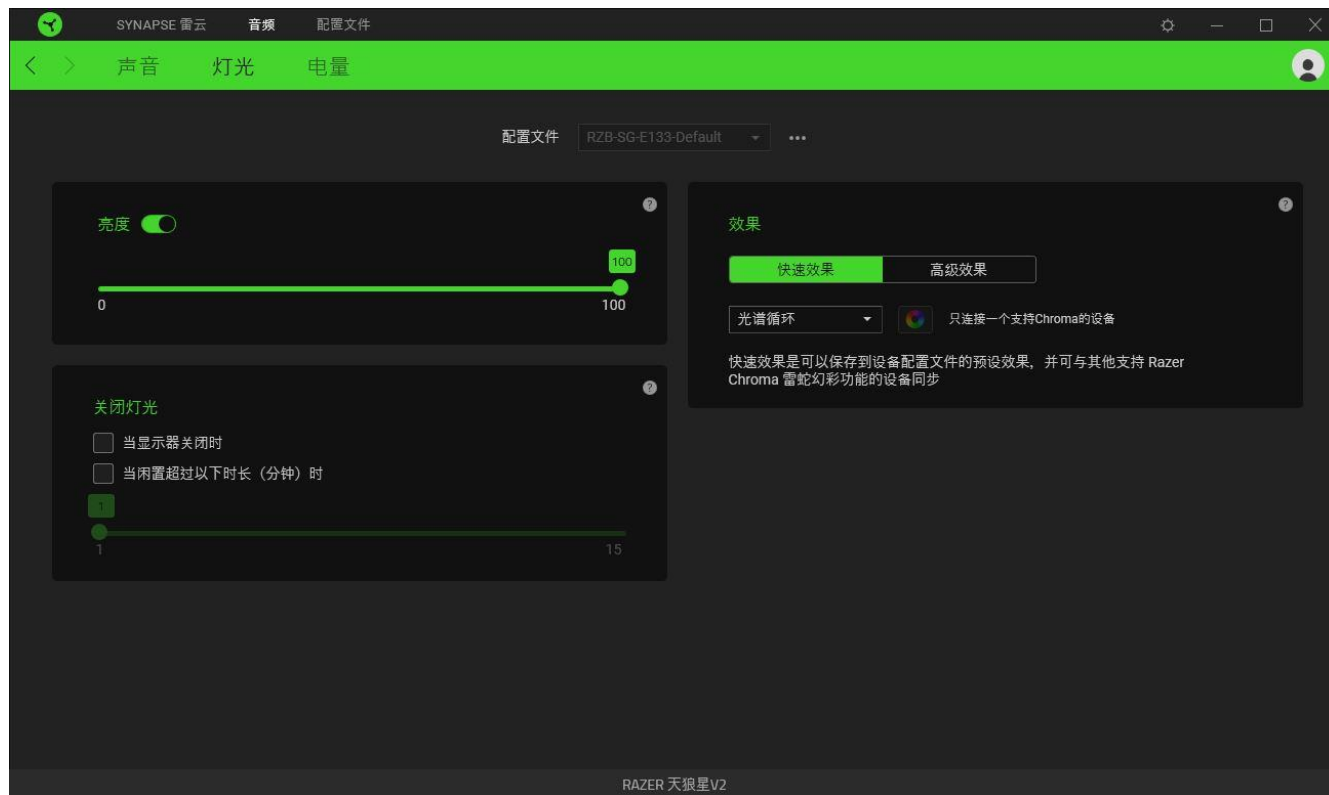 SYNAPSE 雷云 音频 配置文件
声音 灯光 电量
配置文件 RZB-SG-E133-Default
亮度
100
0 100
关闭灯光
当显示器关闭时
当闲置超过以下时长（分钟）时
1
1 15
效果
快速效果 高级效果
光谱循环 只连接一个支持Chroma的设备
快速效果是可以保存到设备配置文件的预设效果，并可与其他支持 Razer
Chroma 雷蛇幻彩功能的设备同步
RAZER 天狼星V2